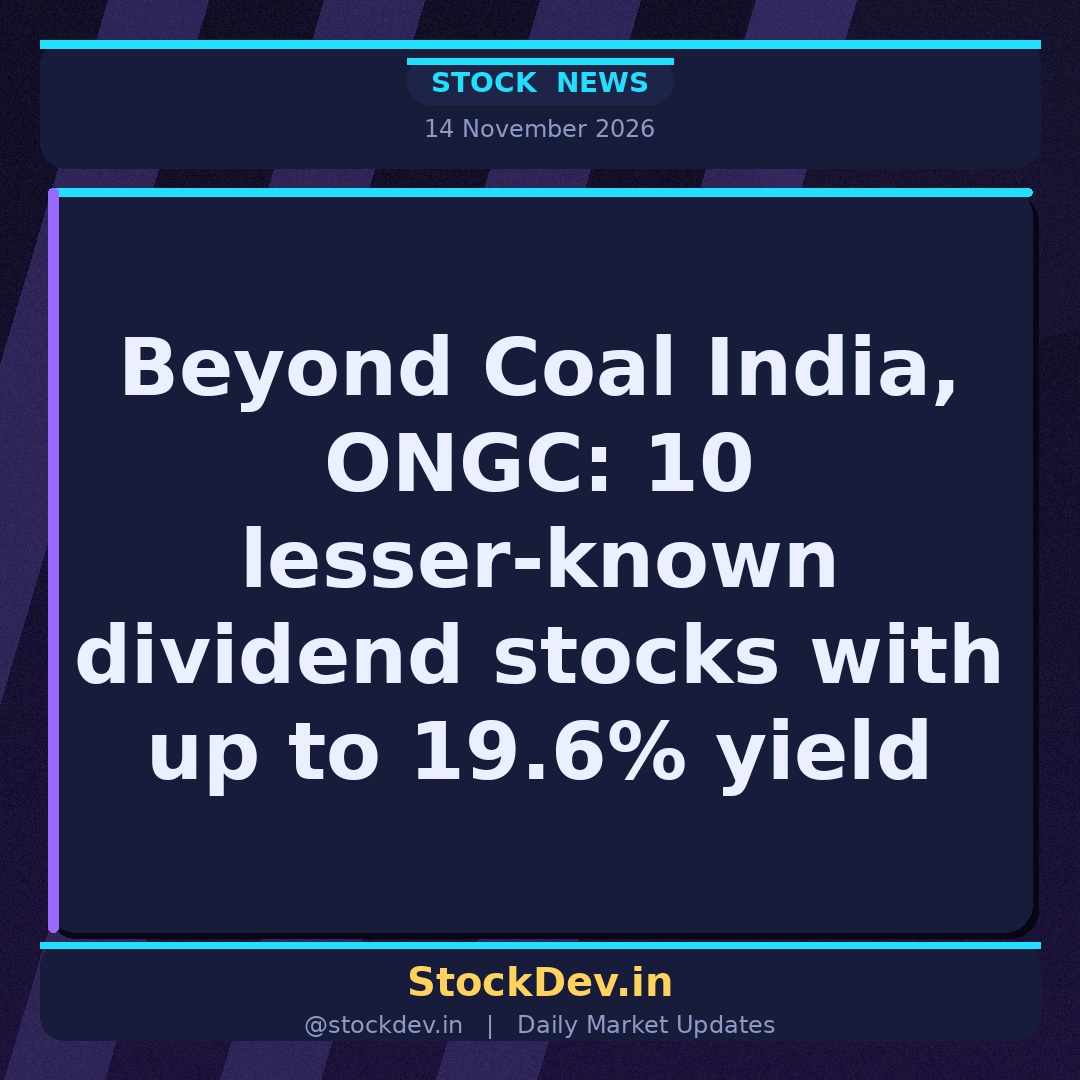 STOCK NEWS
14 November 2026
Beyond Coal India,
ONGC: 10
lesser-known
dividend stocks with
up to 19.6% yield
StockDev.in
@stockdev.in | Daily Market Updates